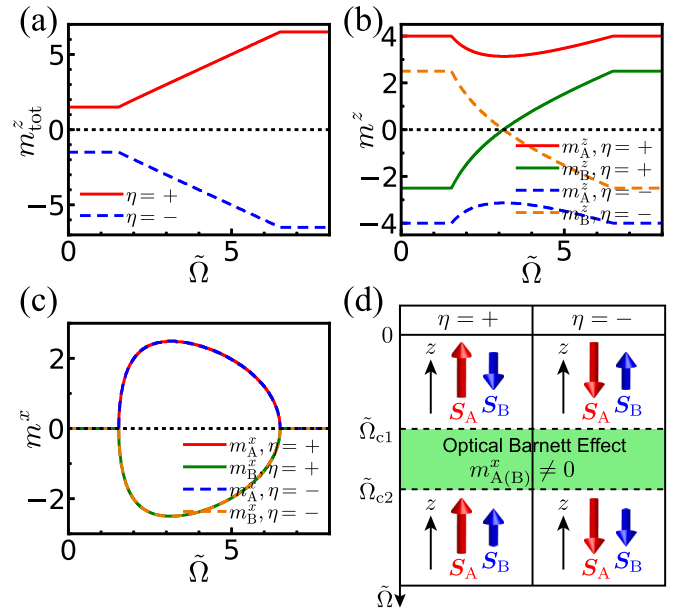 (a)
5
0
−5
m^z_tot
η = +
η = −
0
5
Ω̃
(b)
4
2
0
−2
−4
m^z
m^z_A, η = +
m^z_B, η = +
m^z_A, η = −
m^z_B, η = −
0
5
Ω̃
(c)
2
0
−2
m^x
m^x_A, η = +
m^x_B, η = +
m^x_A, η = −
m^x_B, η = −
0
5
Ω̃
(d)
η = + η = −
0
z z
S_A S_B S_A S_B
Ω̃_c1
Optical Barnett Effect
m^x_A(B) ≠ 0
Ω̃_c2
z z
S_A S_B S_A S_B
Ω̃